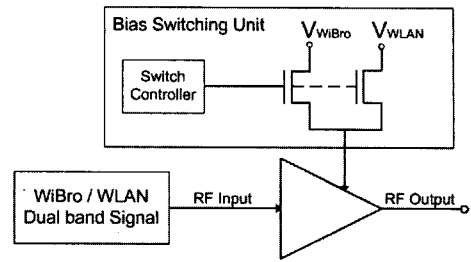 Bias Switching Unit
VWiBro
VWLAN
Switch
Controller
WiBro / WLAN
Dual band Signal
RF Input
RF Output